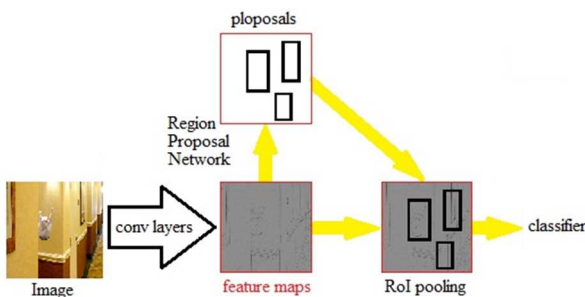 ploposals
Region
Proposal
Network
conv layers
classifier
Image
feature maps
RoI pooling